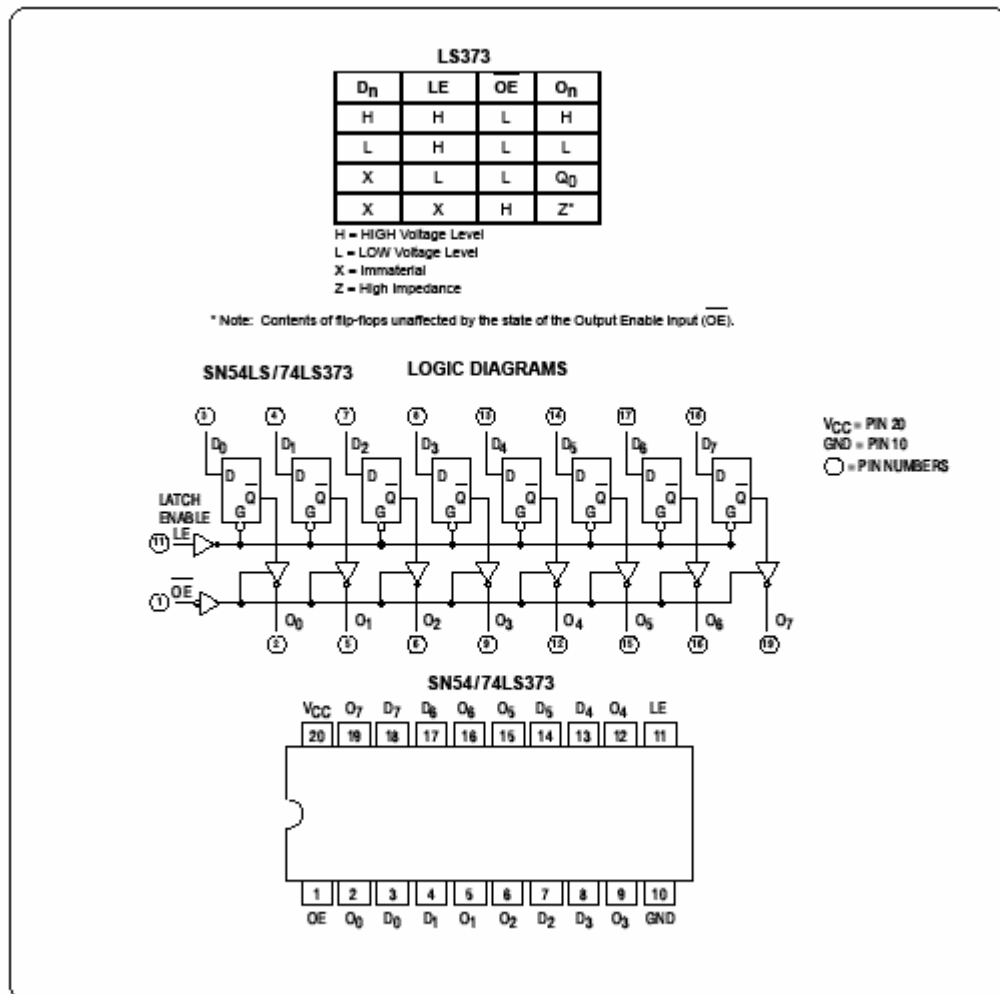 LS373
Dn LE OE On
H H L H
L H L L
X L L Q0
X X H Z*
H = HIGH Voltage Level
L = LOW Voltage Level
X = Immaterial
Z = High Impedance
* Note: Contents of flip-flops unaffected by the state of the Output Enable Input (OE).
SN54LS/74LS373 LOGIC DIAGRAMS
3 4 7 8 13 14 17 18
VCC = PIN 20
GND = PIN 10
= PIN NUMBERS
D0 D1 D2 D3 D4 D5 D6 D7
D D D D D D D D
Q Q Q Q Q Q Q Q
G G G G G G G G
LATCH
ENABLE
11 LE
1 OE
O0 O1 O2 O3 O4 O5 O6 O7
2 5 6 9 12 15 16 19
SN54/74LS373
VCC O7 D7 D6 O6 O5 D5 D4 O4 LE
20 19 18 17 16 15 14 13 12 11
1 2 3 4 5 6 7 8 9 10
OE O0 D0 D1 O1 O2 D2 D3 O3 GND